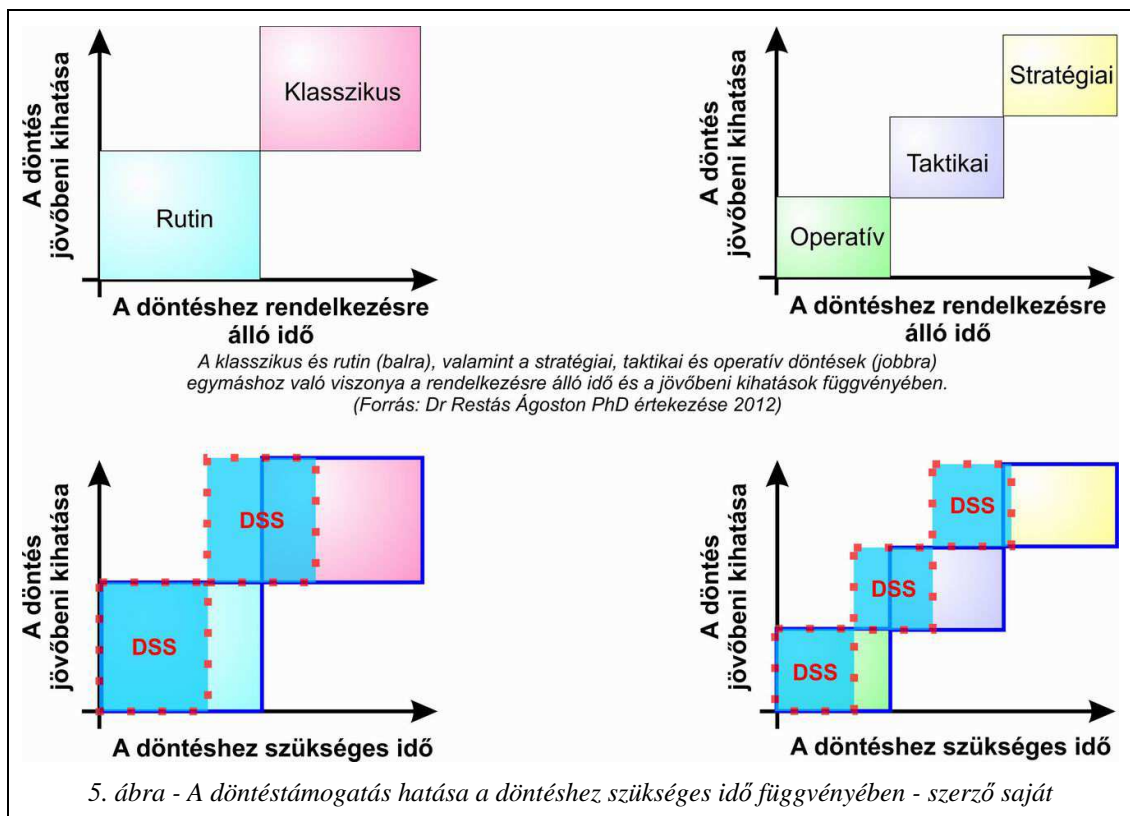 A döntés
jövőbeni kihatása
Klasszikus
Rutin
A döntéshez rendelkezésre
álló idő
A döntés
jövőbeni kihatása
Stratégiai
Taktikai
Operatív
A döntéshez rendelkezésre
álló idő
A klasszikus és rutin (balra), valamint a stratégiai, taktikai és operatív döntések (jobbra)
egymáshoz való viszonya a rendelkezésre álló idő és a jövőbeni kihatások függvényében.
(Forrás: Dr Restás Ágoston PhD értekezése 2012)
A döntés
jövőbeni kihatása
DSS
DSS
A döntéshez szükséges idő
A döntés
jövőbeni kihatása
DSS
DSS
DSS
A döntéshez szükséges idő
5. ábra - A döntéstámogatás hatása a döntéshez szükséges idő függvényében - szerző saját